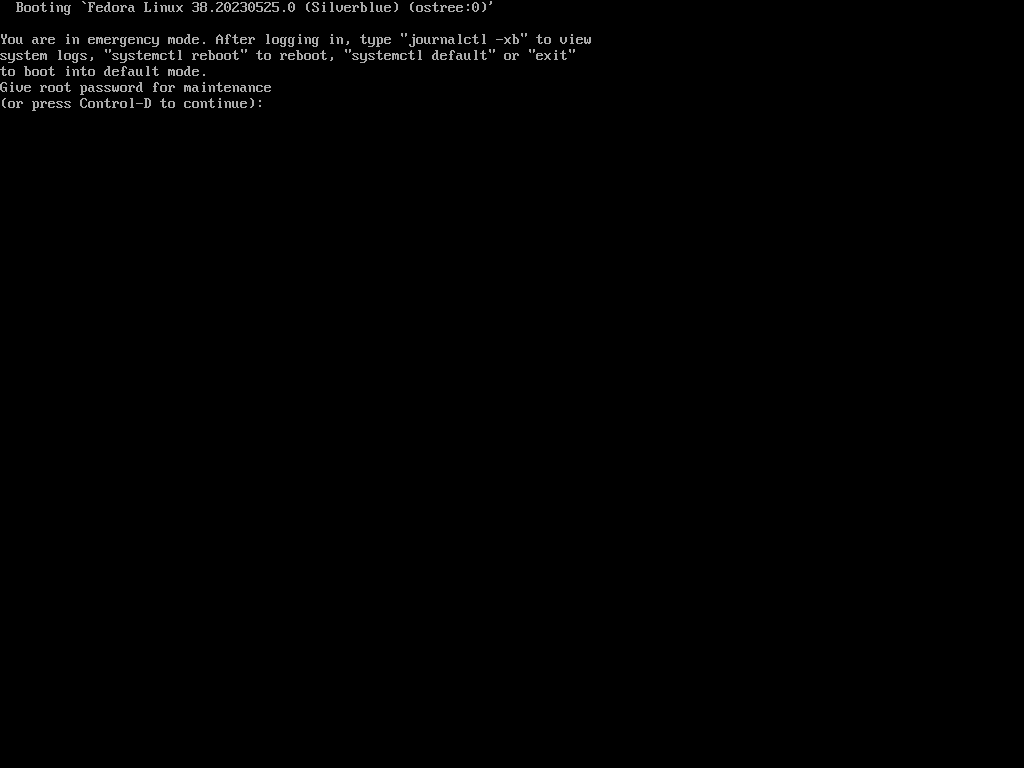 Booting `Fedora Linux 38.20230525.0 (Silverblue) (ostree:0)'
You are in emergency mode. After logging in, type "journalctl -xb" to view
system logs, "systemctl reboot" to reboot, "systemctl default" or "exit"
to boot into default mode.
Give root password for maintenance
(or press Control-D to continue):